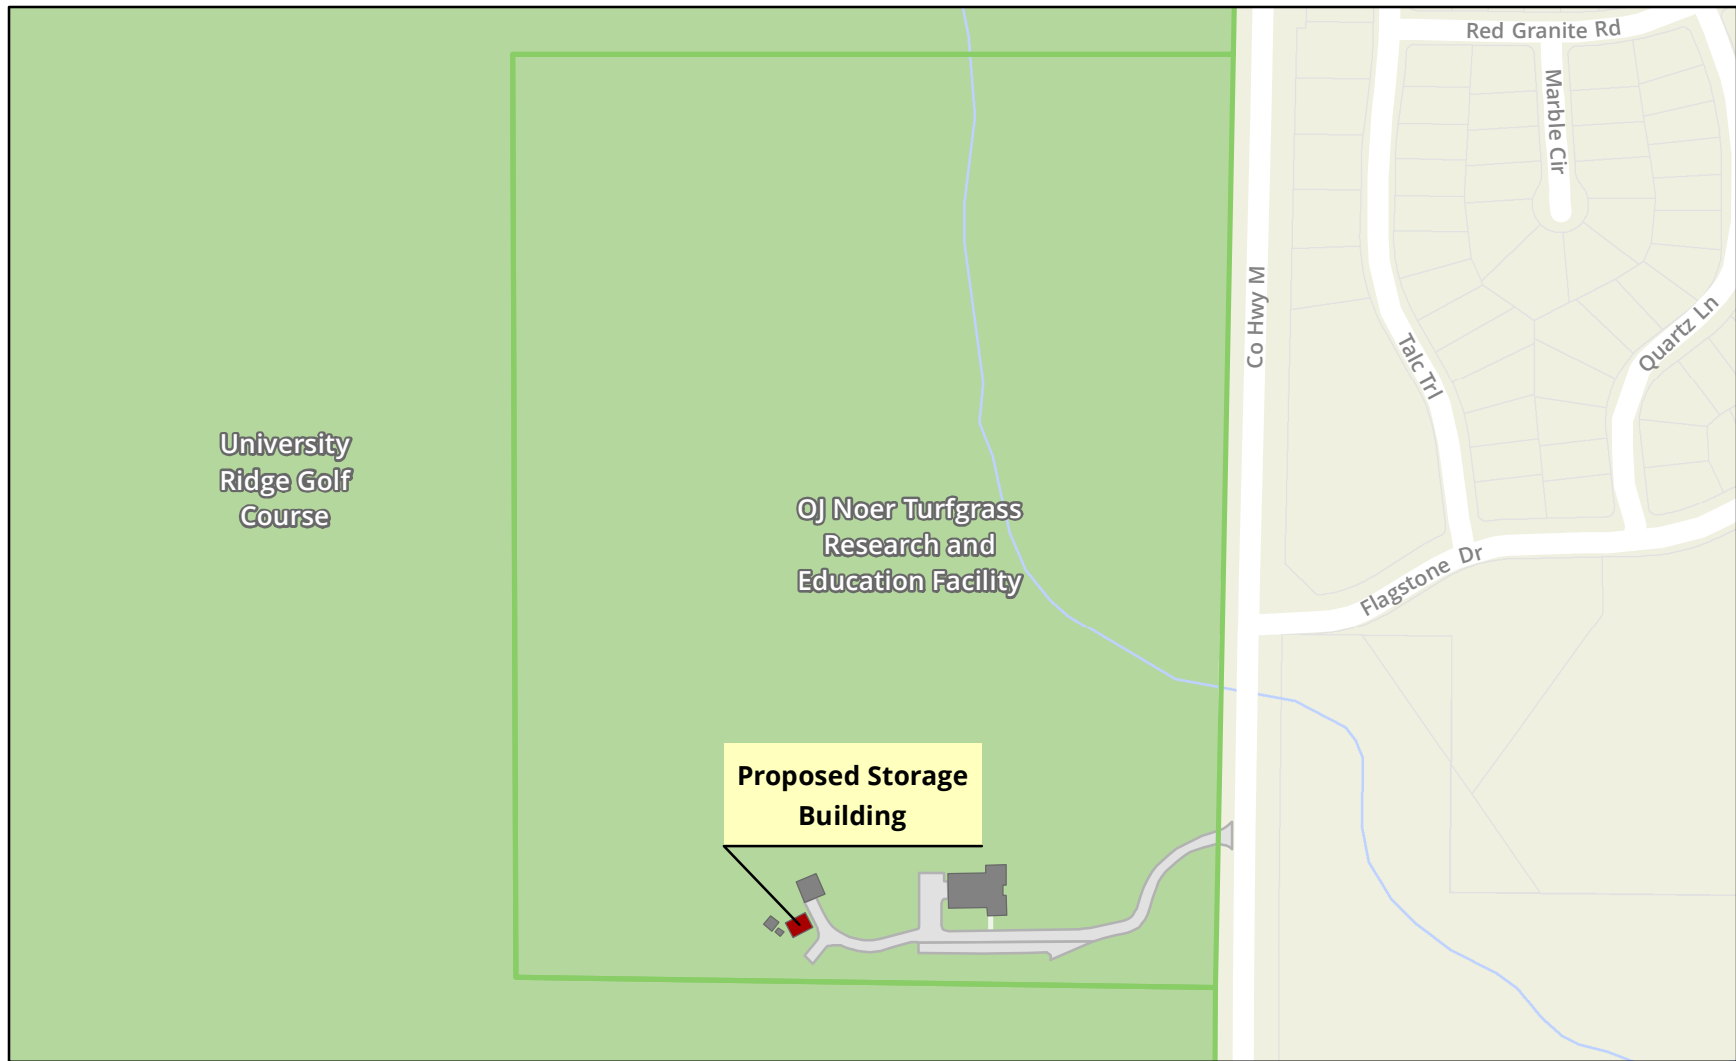 Red Granite Rd
Marble Cir
Co Hwy M
Quartz Ln
Talc Trl
University
Ridge Golf
Course
OJ Noer Turfgrass
Research and
Education Facility
Flagstone Dr
Proposed Storage
Building